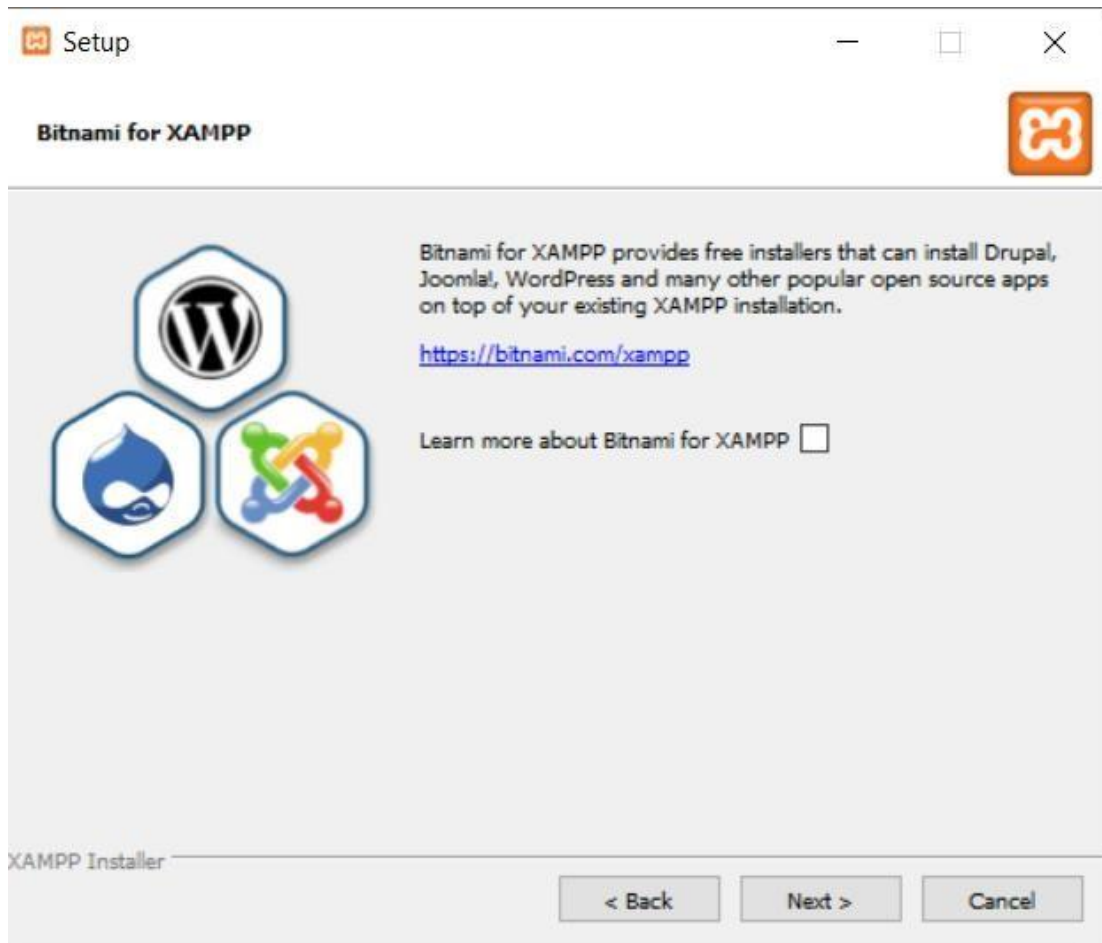 Setup
Bitnami for XAMPP
Bitnami for XAMPP provides free installers that can install Drupal,
Joomla!, WordPress and many other popular open source apps
on top of your existing XAMPP installation.
https://bitnami.com/xampp
Learn more about Bitnami for XAMPP
XAMPP Installer
< Back
Next >
Cancel